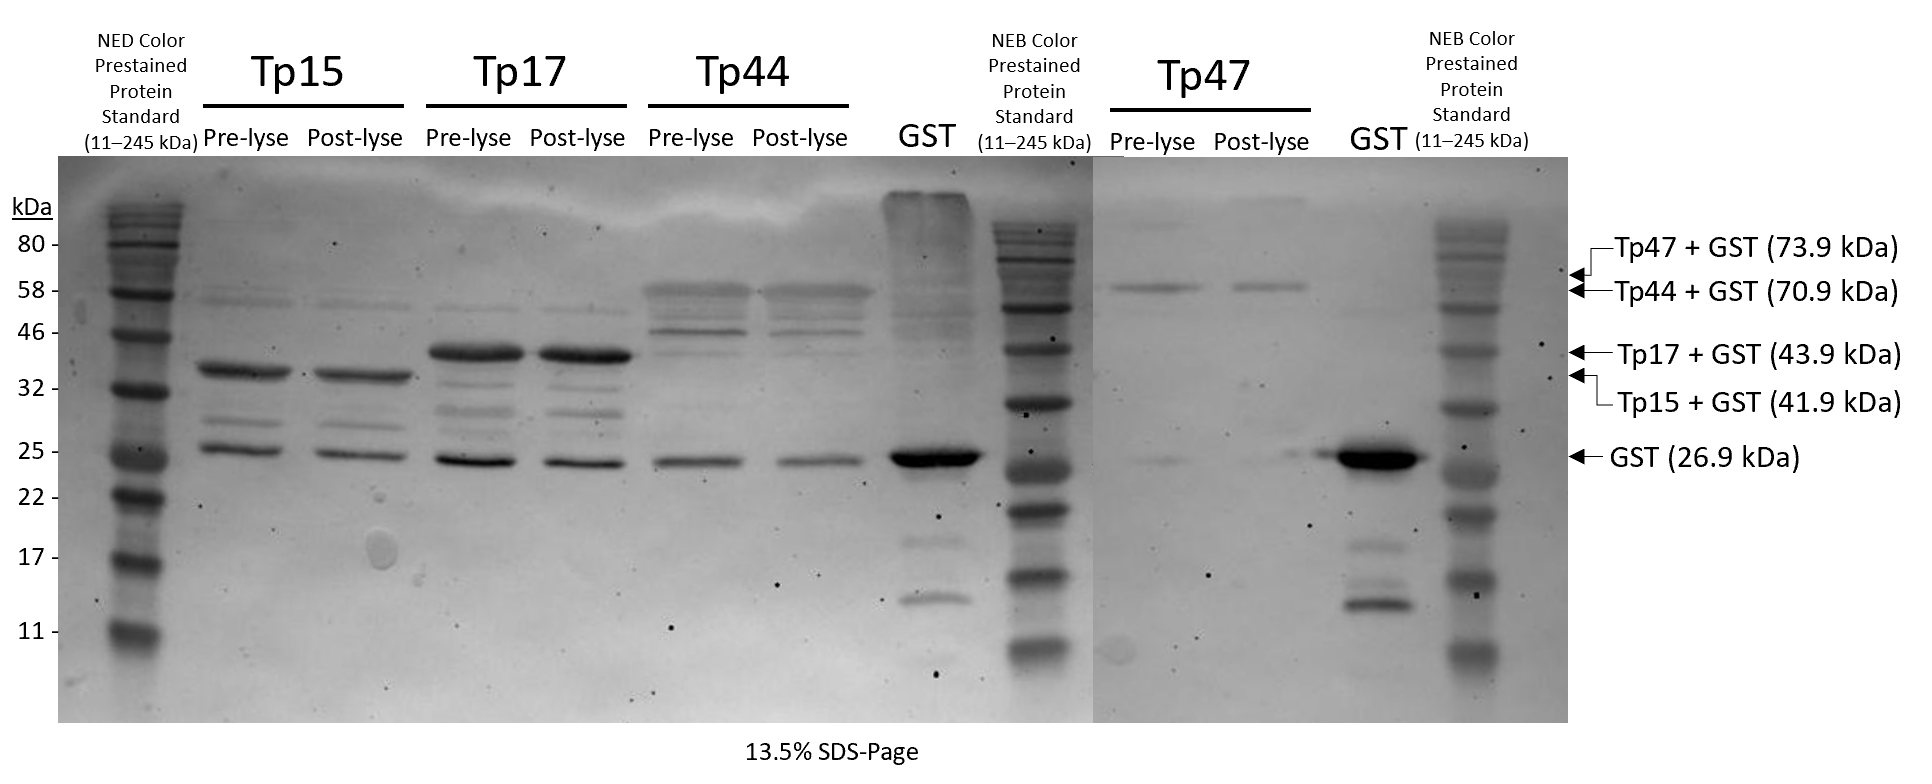 NED Color
Prestained
Protein
Standard
(11–245 kDa)
Tp15
Pre-lyse Post-lyse
Tp17
Pre-lyse Post-lyse
Tp44
Pre-lyse Post-lyse
GST
NEB Color
Prestained
Protein
Standard
(11–245 kDa)
Tp47
Pre-lyse Post-lyse
GST
NEB Color
Prestained
Protein
Standard
(11–245 kDa)
kDa
80 -
58 -
46 -
32 -
25 -
22 -
17 -
11 -
Tp47 + GST (73.9 kDa)
Tp44 + GST (70.9 kDa)
Tp17 + GST (43.9 kDa)
Tp15 + GST (41.9 kDa)
GST (26.9 kDa)
13.5% SDS-Page